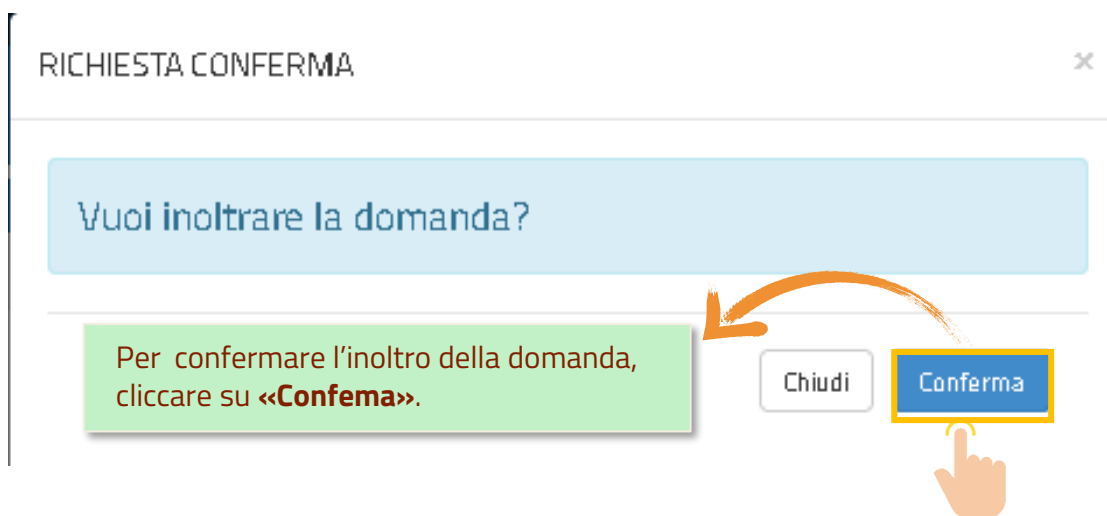 RICHIESTA CONFERMA
×
Vuoi inoltrare la domanda?
Per confermare l'inoltro della domanda,
cliccare su «Confema».
Chiudi
Conferma